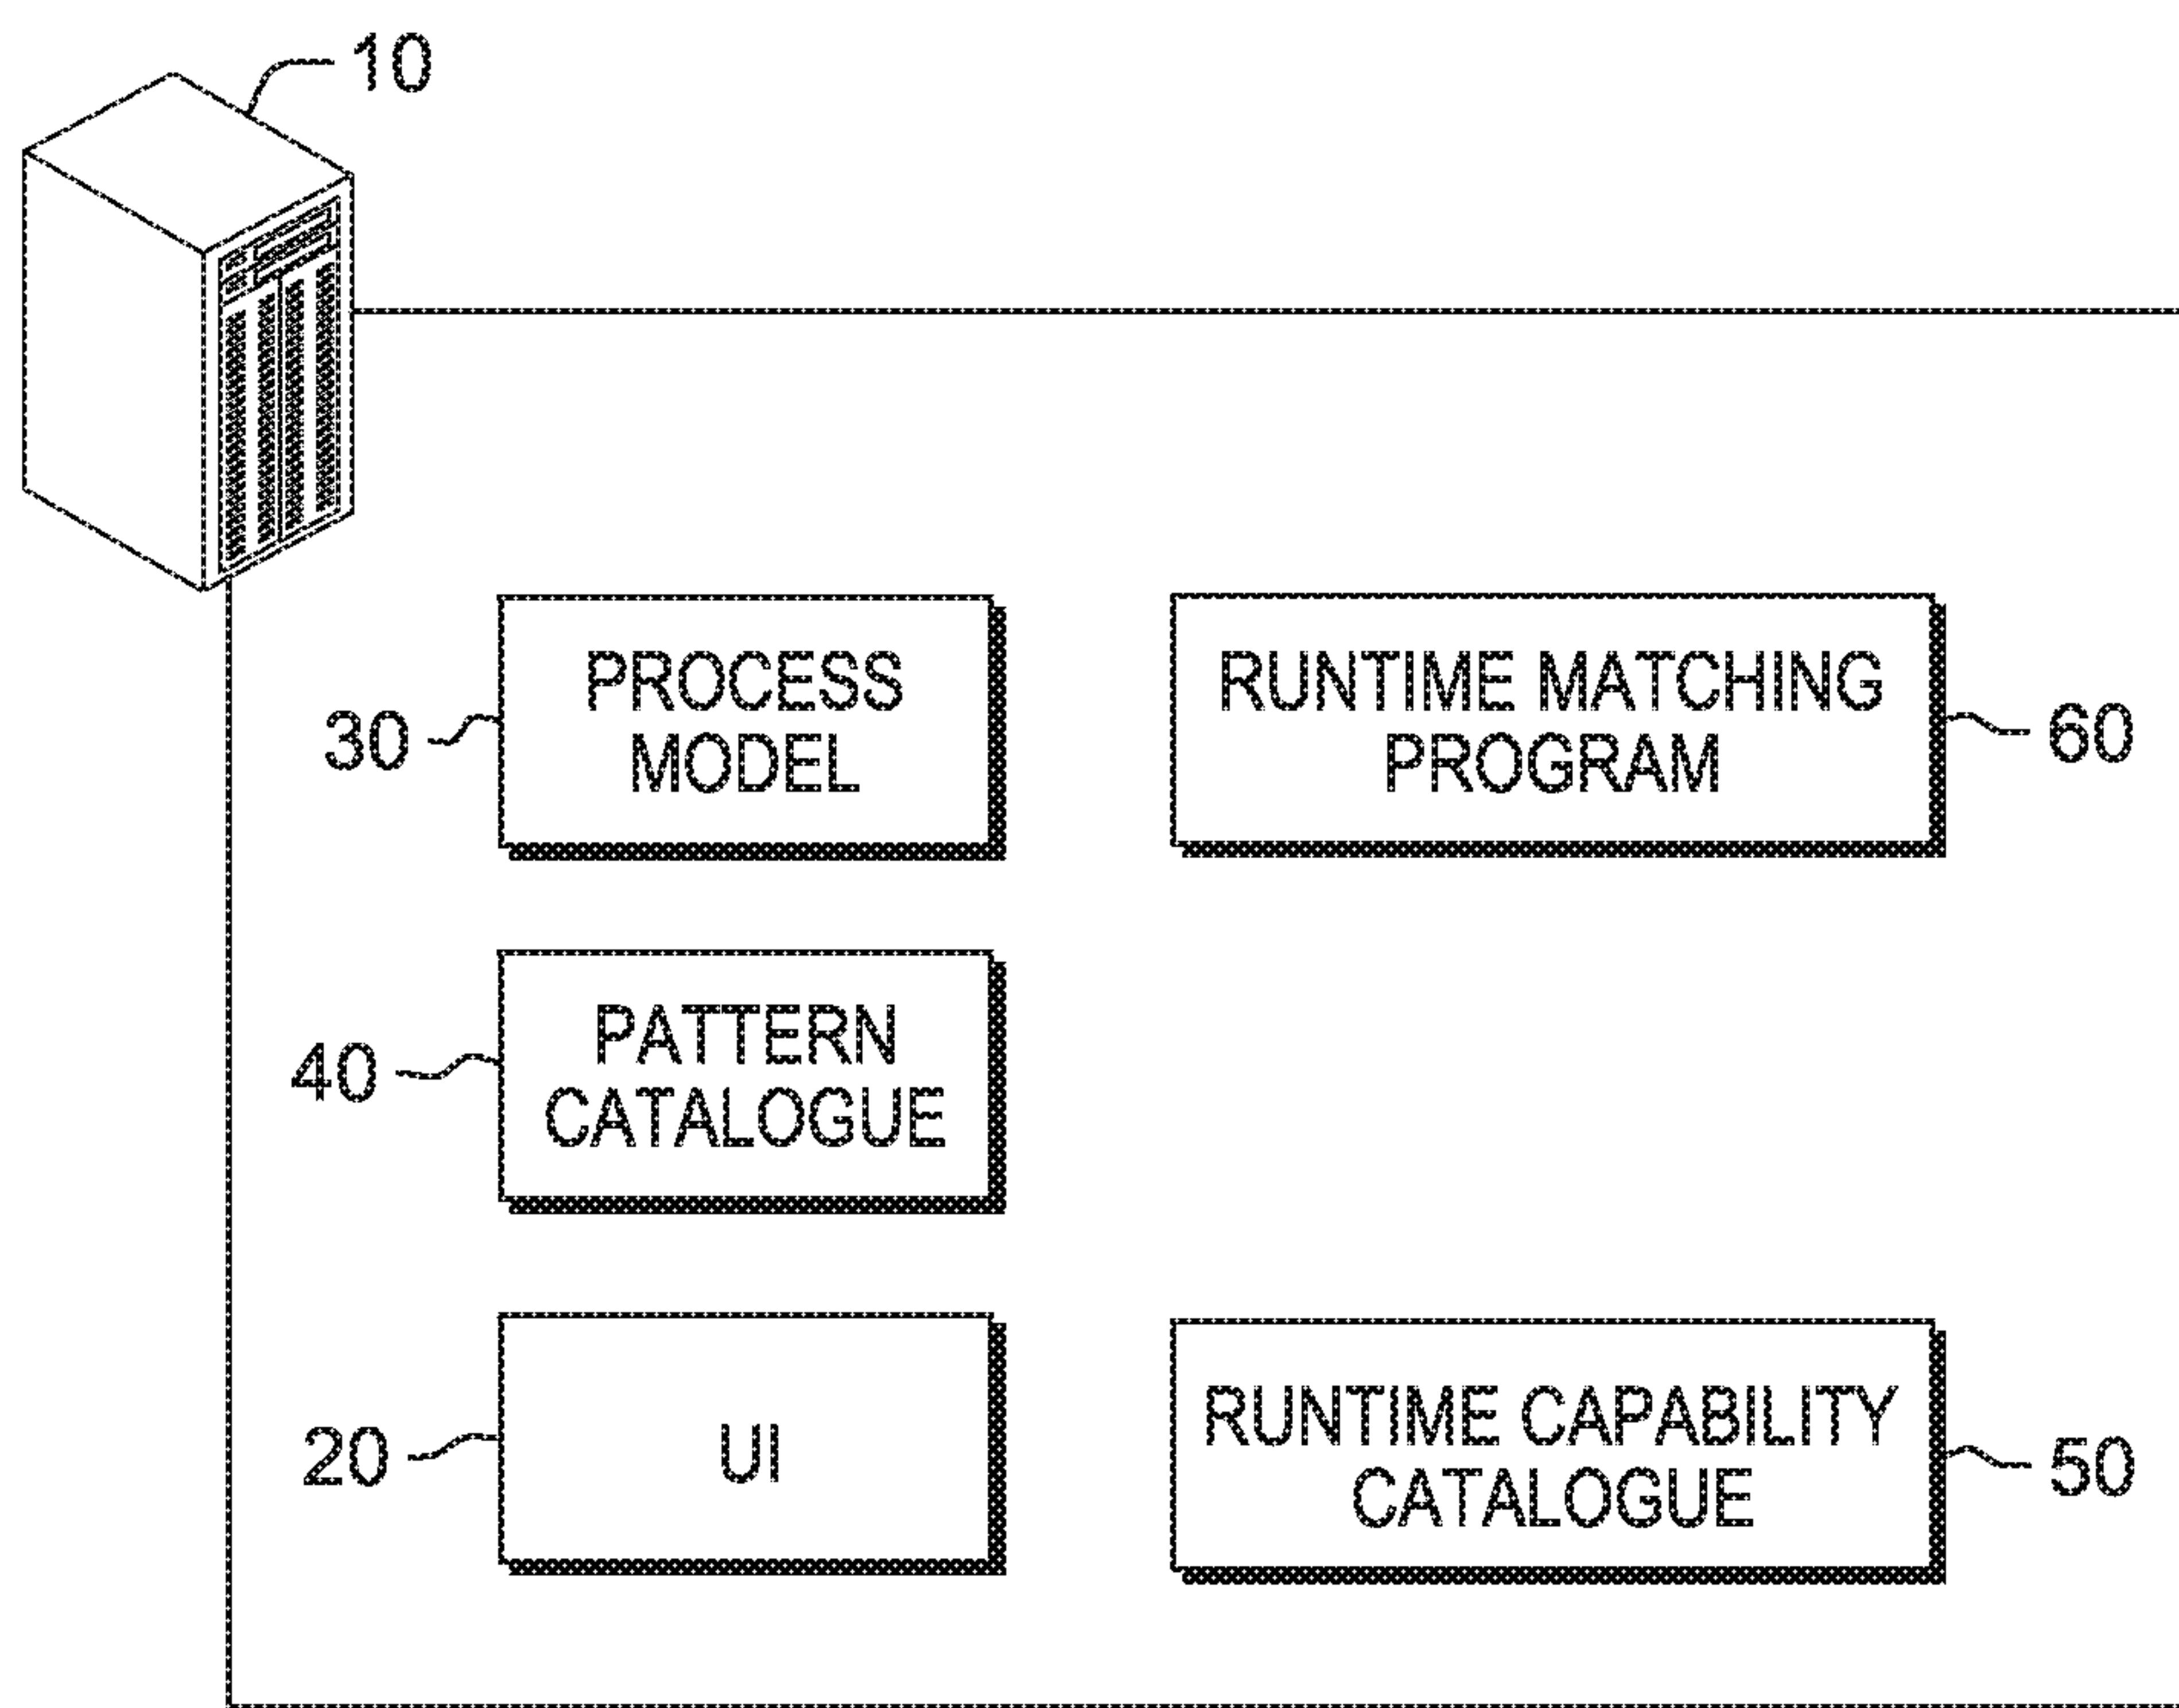 10
PROCESS
MODEL
30
RUNTIME MATCHING
PROGRAM
60
PATTERN
CATALOGUE
40
UI
20
RUNTIME CAPABILITY
CATALOGUE
50